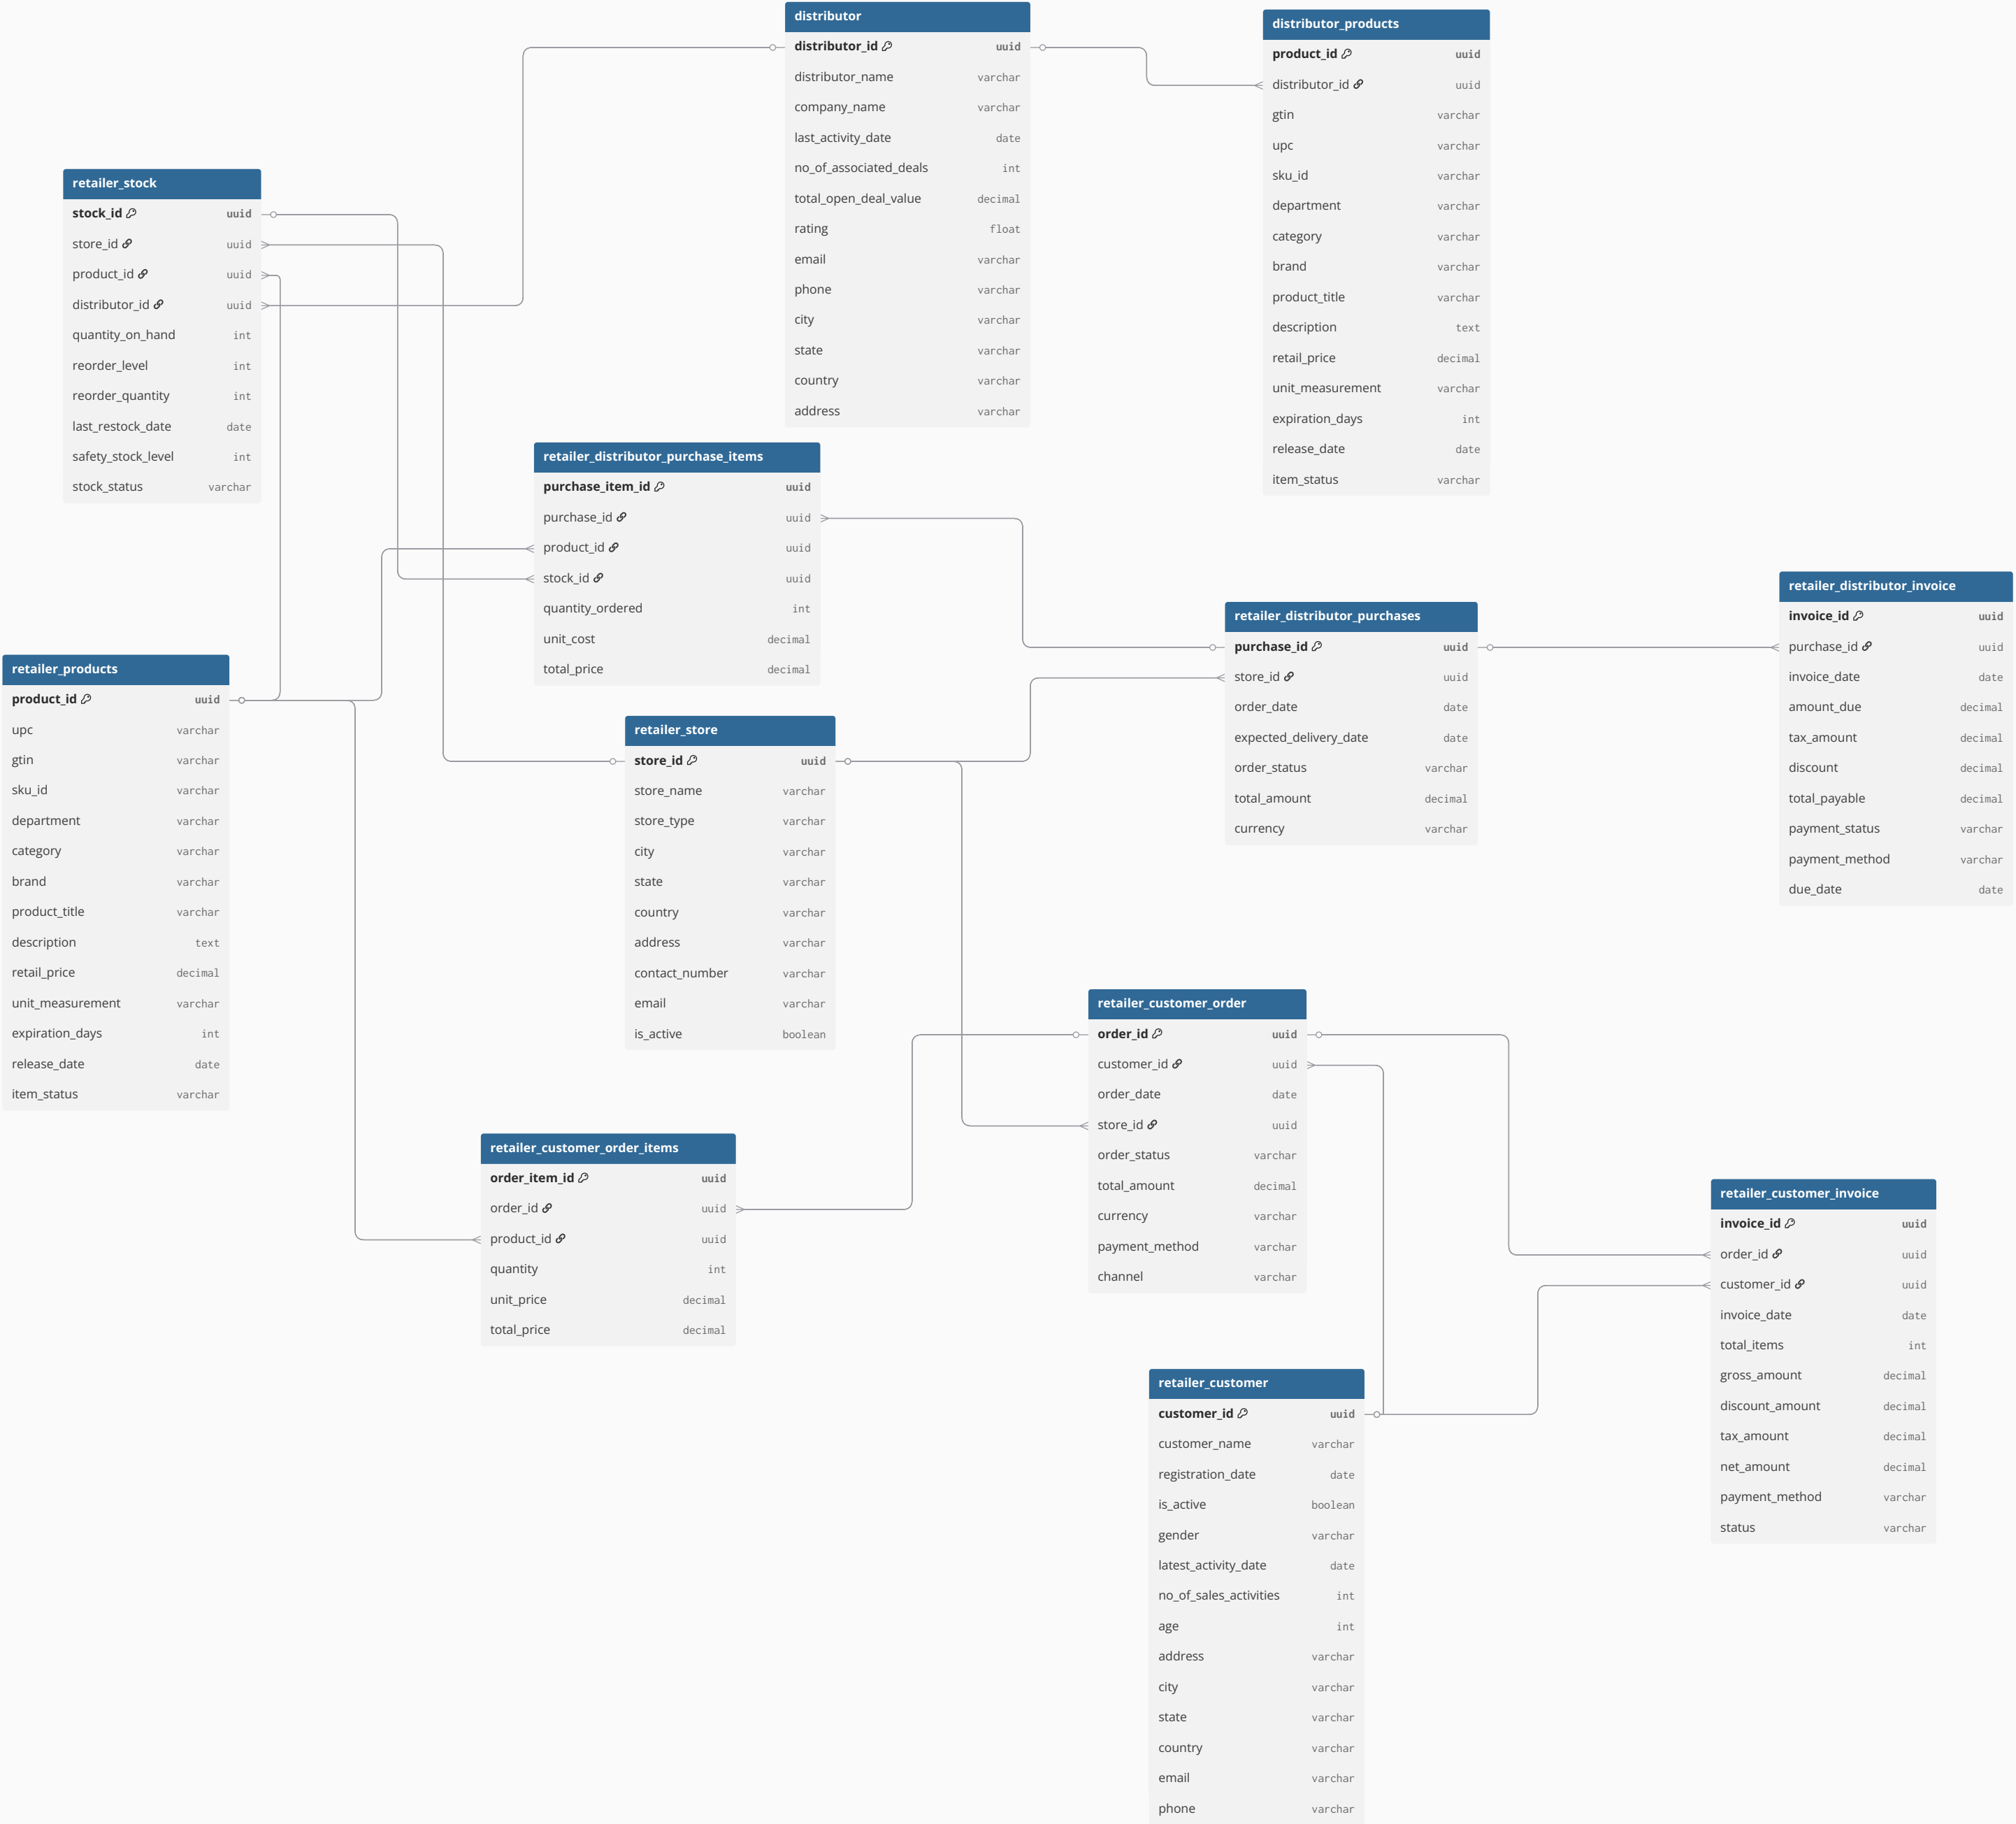 distributor
distributor_id uuid
distributor_name varchar
company_name varchar
last_activity_date date
no_of_associated_deals int
total_open_deal_value decimal
rating float
email varchar
phone varchar
city varchar
state varchar
country varchar
address varchar
distributor_products
product_id uuid
distributor_id uuid
gtin varchar
upc varchar
sku_id varchar
department varchar
category varchar
brand varchar
product_title varchar
description text
retail_price decimal
unit_measurement varchar
expiration_days int
release_date date
item_status varchar
retailer_stock
stock_id uuid
store_id uuid
product_id uuid
distributor_id uuid
quantity_on_hand int
reorder_level int
reorder_quantity int
last_restock_date date
safety_stock_level int
stock_status varchar
retailer_distributor_purchase_items
purchase_item_id uuid
purchase_id uuid
product_id uuid
stock_id uuid
quantity_ordered int
unit_cost decimal
total_price decimal
retailer_distributor_purchases
purchase_id uuid
store_id uuid
order_date date
expected_delivery_date date
order_status varchar
total_amount decimal
currency varchar
retailer_distributor_invoice
invoice_id uuid
purchase_id uuid
invoice_date date
amount_due decimal
tax_amount decimal
discount decimal
total_payable decimal
payment_status varchar
payment_method varchar
due_date date
retailer_products
product_id uuid
upc varchar
gtin varchar
sku_id varchar
department varchar
category varchar
brand varchar
product_title varchar
description text
retail_price decimal
unit_measurement varchar
expiration_days int
release_date date
item_status varchar
retailer_store
store_id uuid
store_name varchar
store_type varchar
city varchar
state varchar
country varchar
address varchar
contact_number varchar
email varchar
is_active boolean
retailer_customer_order
order_id uuid
customer_id uuid
order_date date
store_id uuid
order_status varchar
total_amount decimal
currency varchar
payment_method varchar
channel varchar
retailer_customer_order_items
order_item_id uuid
order_id uuid
product_id uuid
quantity int
unit_price decimal
total_price decimal
retailer_customer_invoice
invoice_id uuid
order_id uuid
customer_id uuid
invoice_date date
total_items int
gross_amount decimal
discount_amount decimal
tax_amount decimal
net_amount decimal
payment_method varchar
status varchar
retailer_customer
customer_id uuid
customer_name varchar
registration_date date
is_active boolean
gender varchar
latest_activity_date date
no_of_sales_activities int
age int
address varchar
city varchar
state varchar
country varchar
email varchar
phone varchar